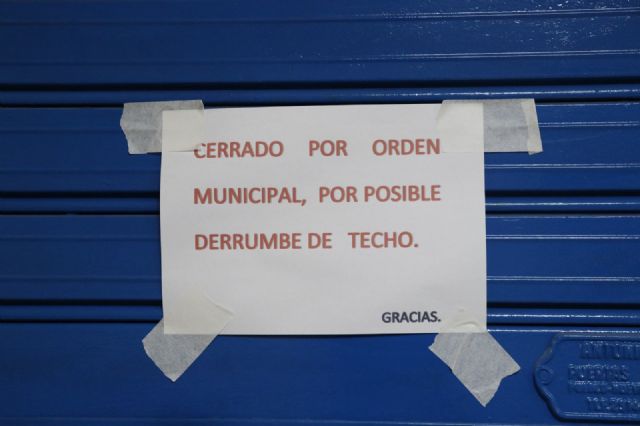 CERRADO POR ORDEN
MUNICIPAL, POR POSIBLE
DERRUMBE DE TECHO.
GRACIAS.